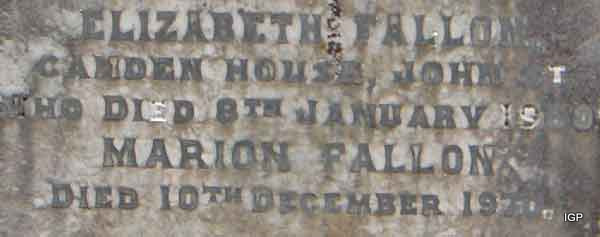 ELIZABETH FALLON
CAMDEN HOUSE, JOHN ST
WHO DIED 8TH JANUARY
MARION FALLON
DIED 10TH DECEMBER
IGP